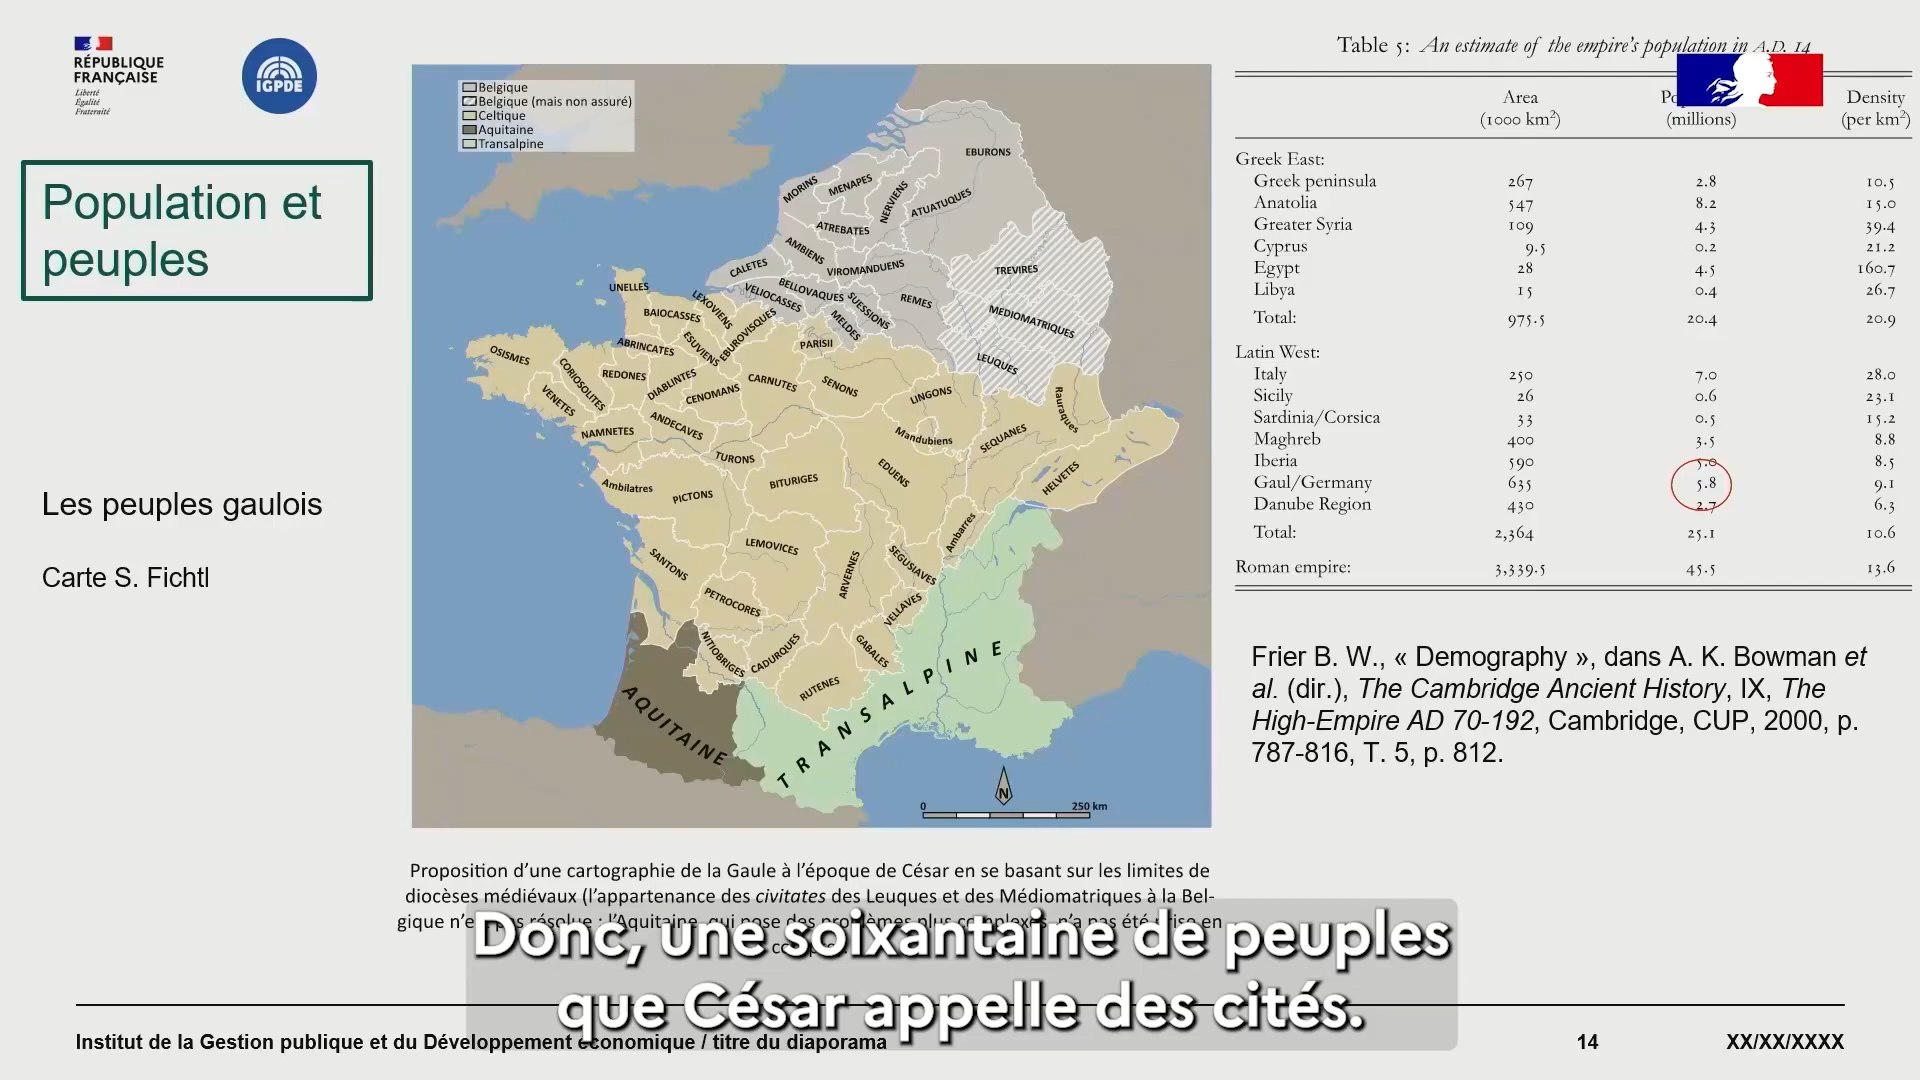 RÉPUBLIQUE
FRANÇAISE
Liberté
Égalité
Fraternité
IGPDE
Population et
peuples
Les peuples gaulois
Carte S. Fichtl
Belgique
Belgique (mais non assuré)
Celtique
Aquitaine
Transalpine
EBURONS
MORINS
MENAPES
NERVIENS
ATUATUQUES
ATREBATES
AMBIENS
CALETES
VIROMANDUENS
TREVIRES
BELLOVAQUES
VELIOCASSES
SUESSIONS
REMES
MELDES
MEDIOMATRIQUES
LEUQUES
UNELLES
LEXOVIENS
BAIOCASSES
ESUVIENS
EBUROVISQUES
PARISII
ABRINCATES
OSISMES
CORIOSOLITES
REDONES
DIABLINTES
CENOMANS
CARNUTES
SENONS
LINGONS
Rauraques
VENETES
NAMNETES
ANDECAVES
Mandubiens
SEQUANES
TURONS
HELVETES
Ambilatres
PICTONS
BITURIGES
EDUENS
Ambarres
LEMOVICES
SANTONS
ARVERNES
SEGUSIAVES
PETROCORES
VELLAVES
NITIOBRIGES
CADURQUES
GABALES
RUTENES
AQUITAINE
TRANSALPINE
N
0 250 km
Proposition d'une cartographie de la Gaule à l'époque de César en se basant sur les limites de
diocèses médiévaux (l'appartenance des civitates des Leuques et des Médiomatriques à la Bel-
Table 5: An estimate of the empire's population in A.D. 14
Area Density
(1000 km²) (millions) (per km²)
Greek East:
Greek peninsula 267 2.8 10.5
Anatolia 547 8.2 15.0
Greater Syria 109 4.3 39.4
Cyprus 9.5 0.2 21.2
Egypt 28 4.5 160.7
Libya 15 0.4 26.7
Total: 975.5 20.4 20.9
Latin West:
Italy 250 7.0 28.0
Sicily 26 0.6 23.1
Sardinia/Corsica 33 0.5 15.2
Maghreb 400 3.5 8.8
Iberia 590 5.0 8.5
Gaul/Germany 635 5.8 9.1
Danube Region 430 2.7 6.3
Total: 2,364 25.1 10.6
Roman empire: 3,339.5 45.5 13.6
Frier B. W., « Demography », dans A. K. Bowman et
al. (dir.), The Cambridge Ancient History, IX, The
High-Empire AD 70-192, Cambridge, CUP, 2000, p.
787-816, T. 5, p. 812.
Donc, une soixantaine de peuples
que César appelle des cités.
Institut de la Gestion publique et du Développement économique / titre du diaporama
14
XX/XX/XXXX